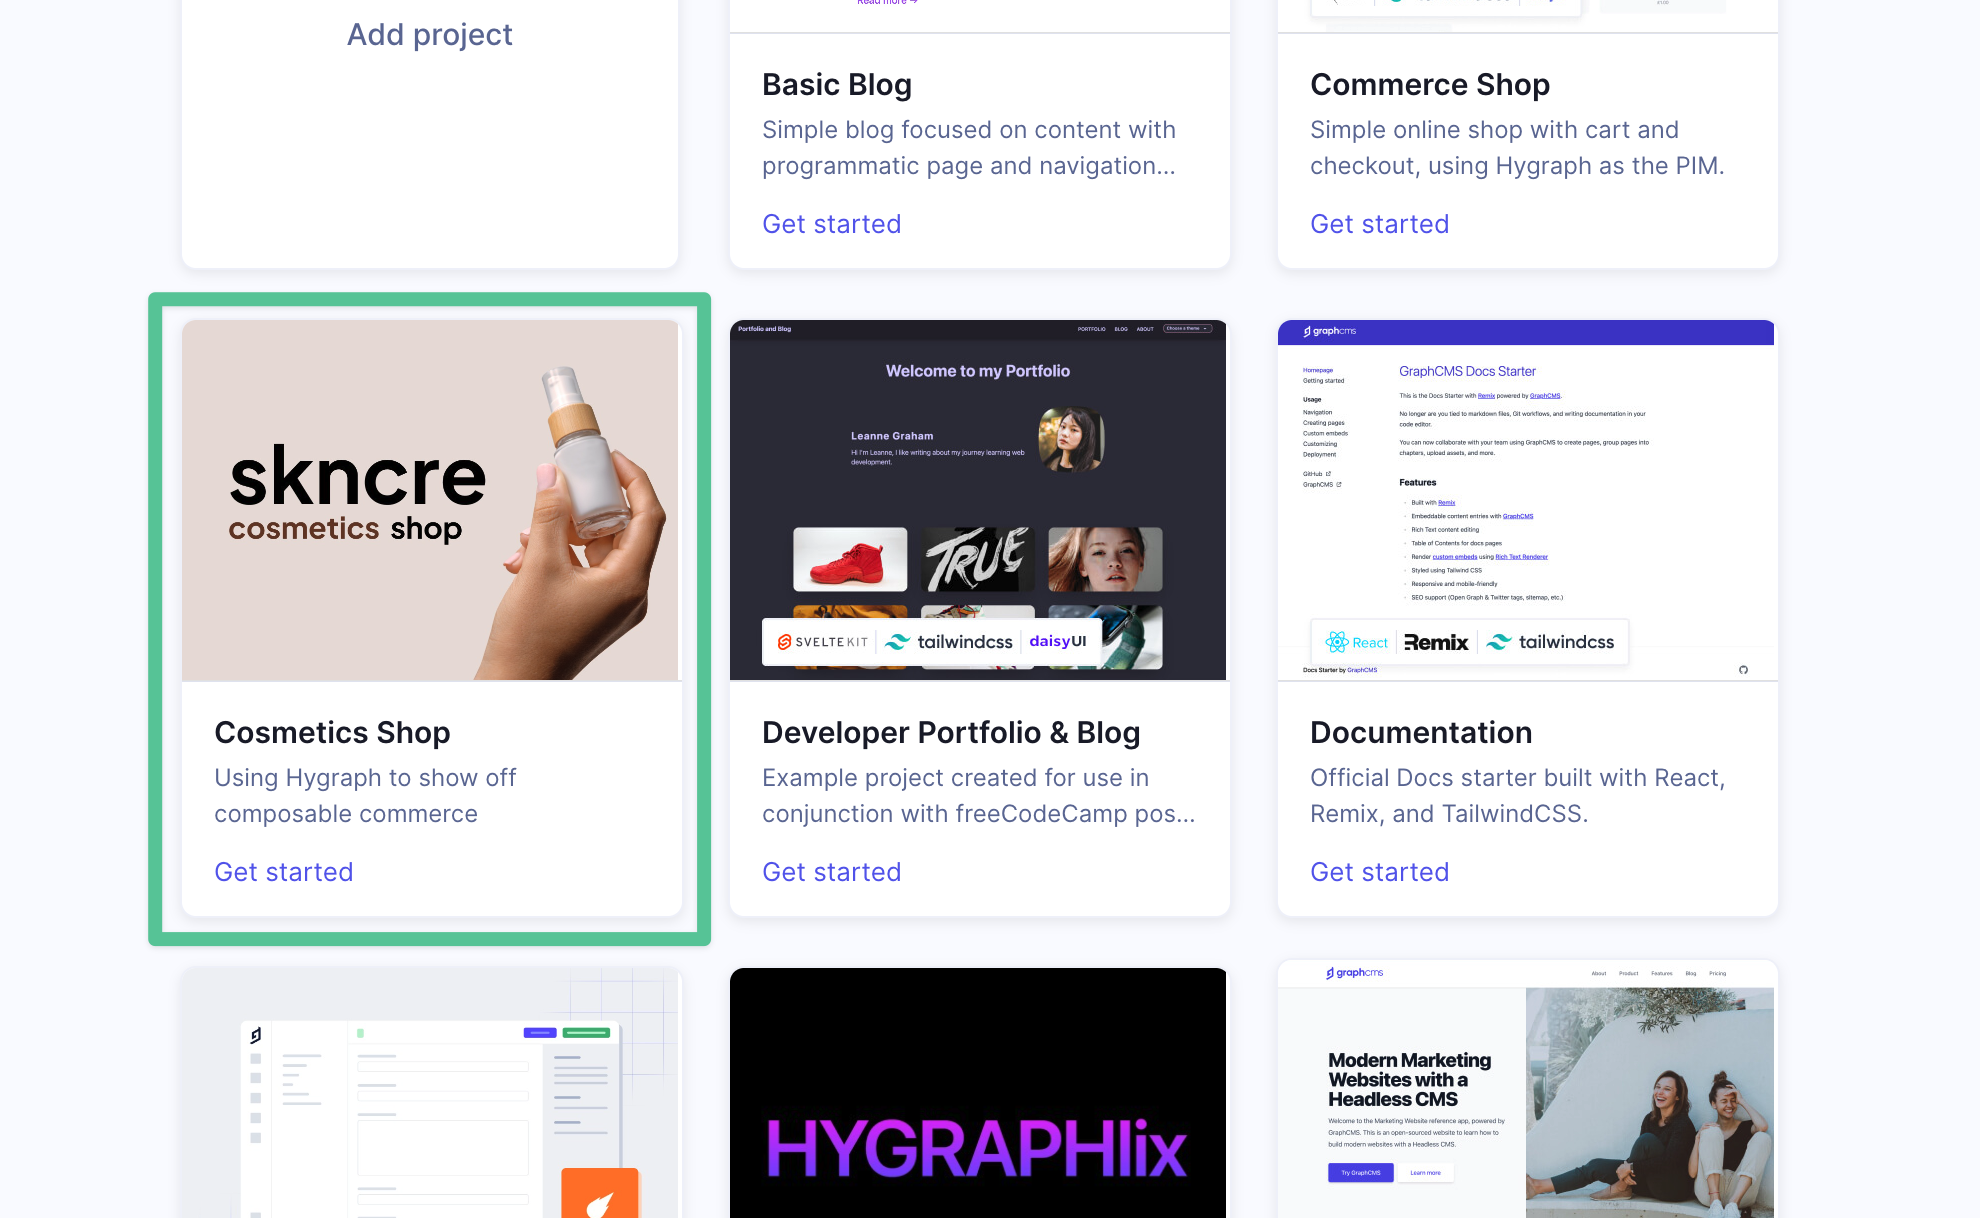 Add project
Read more →
$100
Basic Blog
Simple blog focused on content with
programmatic page and navigation...
Get started
Commerce Shop
Simple online shop with cart and
checkout, using Hygraph as the PIM.
Get started
skncre
cosmetics shop
Cosmetics Shop
Using Hygraph to show off
composable commerce
Get started
Portfolio and Blog
PORTFOLIO BLOG ABOUT Choose a theme
Welcome to my Portfolio
Leanne Graham
Hi I'm Leanne, I like writing about my journey learning web
development.
TRUE
SVELTEKIT tailwindcss daisyUI
Developer Portfolio & Blog
Example project created for use in
conjunction with freeCodeCamp pos...
Get started
graphcms
Homepage
Getting started
Usage
Navigation
Creating pages
Custom embeds
Customizing
Deployment
GitHub
GraphCMS
GraphCMS Docs Starter
This is the Docs Starter with Remix powered by GraphCMS.
No longer are you tied to markdown files, Git workflows, and writing documentation in your
code editor.
You can now collaborate with your team using GraphCMS to create pages, group pages into
chapters, upload assets, and more.
Features
Built with Remix
Embeddable content entries with GraphCMS
Rich Text content editing
Table of Contents for docs pages
Render custom embeds using Rich Text Renderer
Styled using Tailwind CSS
Responsive and mobile-friendly
SEO support (Open Graph & Twitter tags, sitemap, etc.)
React Remix tailwindcss
Docs Starter by GraphCMS
Documentation
Official Docs starter built with React,
Remix, and TailwindCSS.
Get started
HYGRAPHlix
graphcms
About Product Features Blog Pricing
Modern Marketing
Websites with a
Headless CMS
Welcome to the Marketing Website reference app, powered by
GraphCMS. This is an open-sourced website to learn how to
build modern websites with a Headless CMS.
Try GraphCMS Learn more